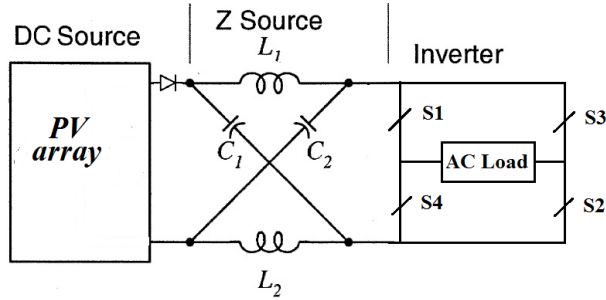 DC Source
Z Source
Inverter
L1
PV
array
C1
C2
S1
S3
AC Load
S4
S2
L2